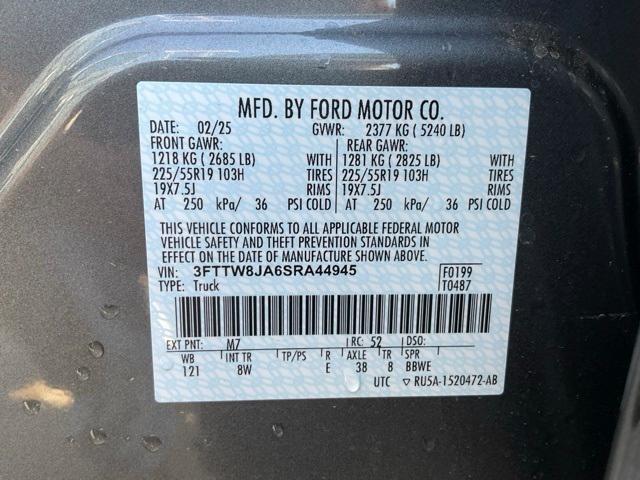 MFD. BY FORD MOTOR CO.
DATE: 02/25 GVWR: 2377 KG ( 5240 LB)
FRONT GAWR: REAR GAWR:
1218 KG ( 2685 LB) WITH 1281 KG ( 2825 LB) WITH
225/55R19 103H TIRES 225/55R19 103H TIRES
19X7.5J RIMS 19X7.5J RIMS
AT 250 kPa/ 36 PSI COLD AT 250 kPa/ 36 PSI COLD
THIS VEHICLE CONFORMS TO ALL APPLICABLE FEDERAL MOTOR
VEHICLE SAFETY AND THEFT PREVENTION STANDARDS IN
EFFECT ON THE DATE OF MANUFACTURE SHOWN ABOVE.
VIN: 3FTTW8JA6SRA44945 F0199
TYPE: Truck T0487
EXT PNT: M7 RC: 52 DSO:
WB INT TR TP/PS R AXLE TR SPR
121 8W E 38 8 BBWE
UTC ▽ RU5A-1520472-AB